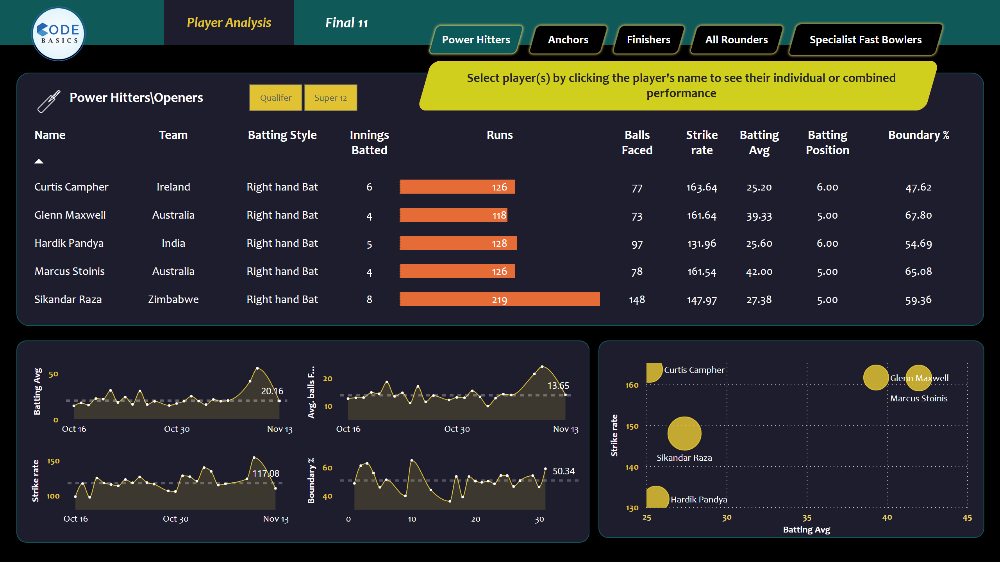 CODE
BASICS
Player Analysis
Final 11
Power Hitters
Anchors
Finishers
All Rounders
Specialist Fast Bowlers
Select player(s) by clicking the player's name to see their individual or combined
performance
Power Hitters\Openers
Qualifer
Super 12
Name Team Batting Style Innings Batted Runs Balls Faced Strike rate Batting Avg Batting Position Boundary %
Curtis Campher Ireland Right hand Bat 6 126 77 163.64 25.20 6.00 47.62
Glenn Maxwell Australia Right hand Bat 4 118 73 161.64 39.33 5.00 67.80
Hardik Pandya India Right hand Bat 5 128 97 131.96 25.60 6.00 54.69
Marcus Stoinis Australia Right hand Bat 4 126 78 161.54 42.00 5.00 65.08
Sikandar Raza Zimbabwe Right hand Bat 8 219 148 147.97 27.38 5.00 59.36
Batting Avg
50
0
20.16
Oct 16 Oct 30 Nov 13
Avg. balls F...
20
10
13.65
Oct 16 Oct 30 Nov 13
Strike rate
150
100
117.08
Oct 16 Oct 30 Nov 13
Boundary %
60
40
50.34
0 10 20 30
Strike rate
160
150
140
130
Curtis Campher
Glenn Maxwell
Marcus Stoinis
Sikandar Raza
Hardik Pandya
25 30 35 40 45
Batting Avg